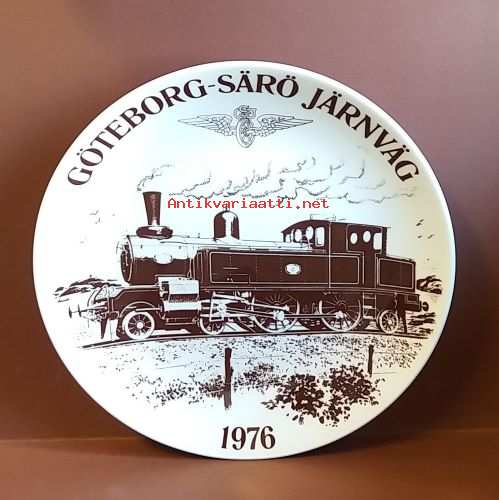 GÖTEBORG-SÄRÖ JÄRNVÄG
Antikvariaatti.net
1976